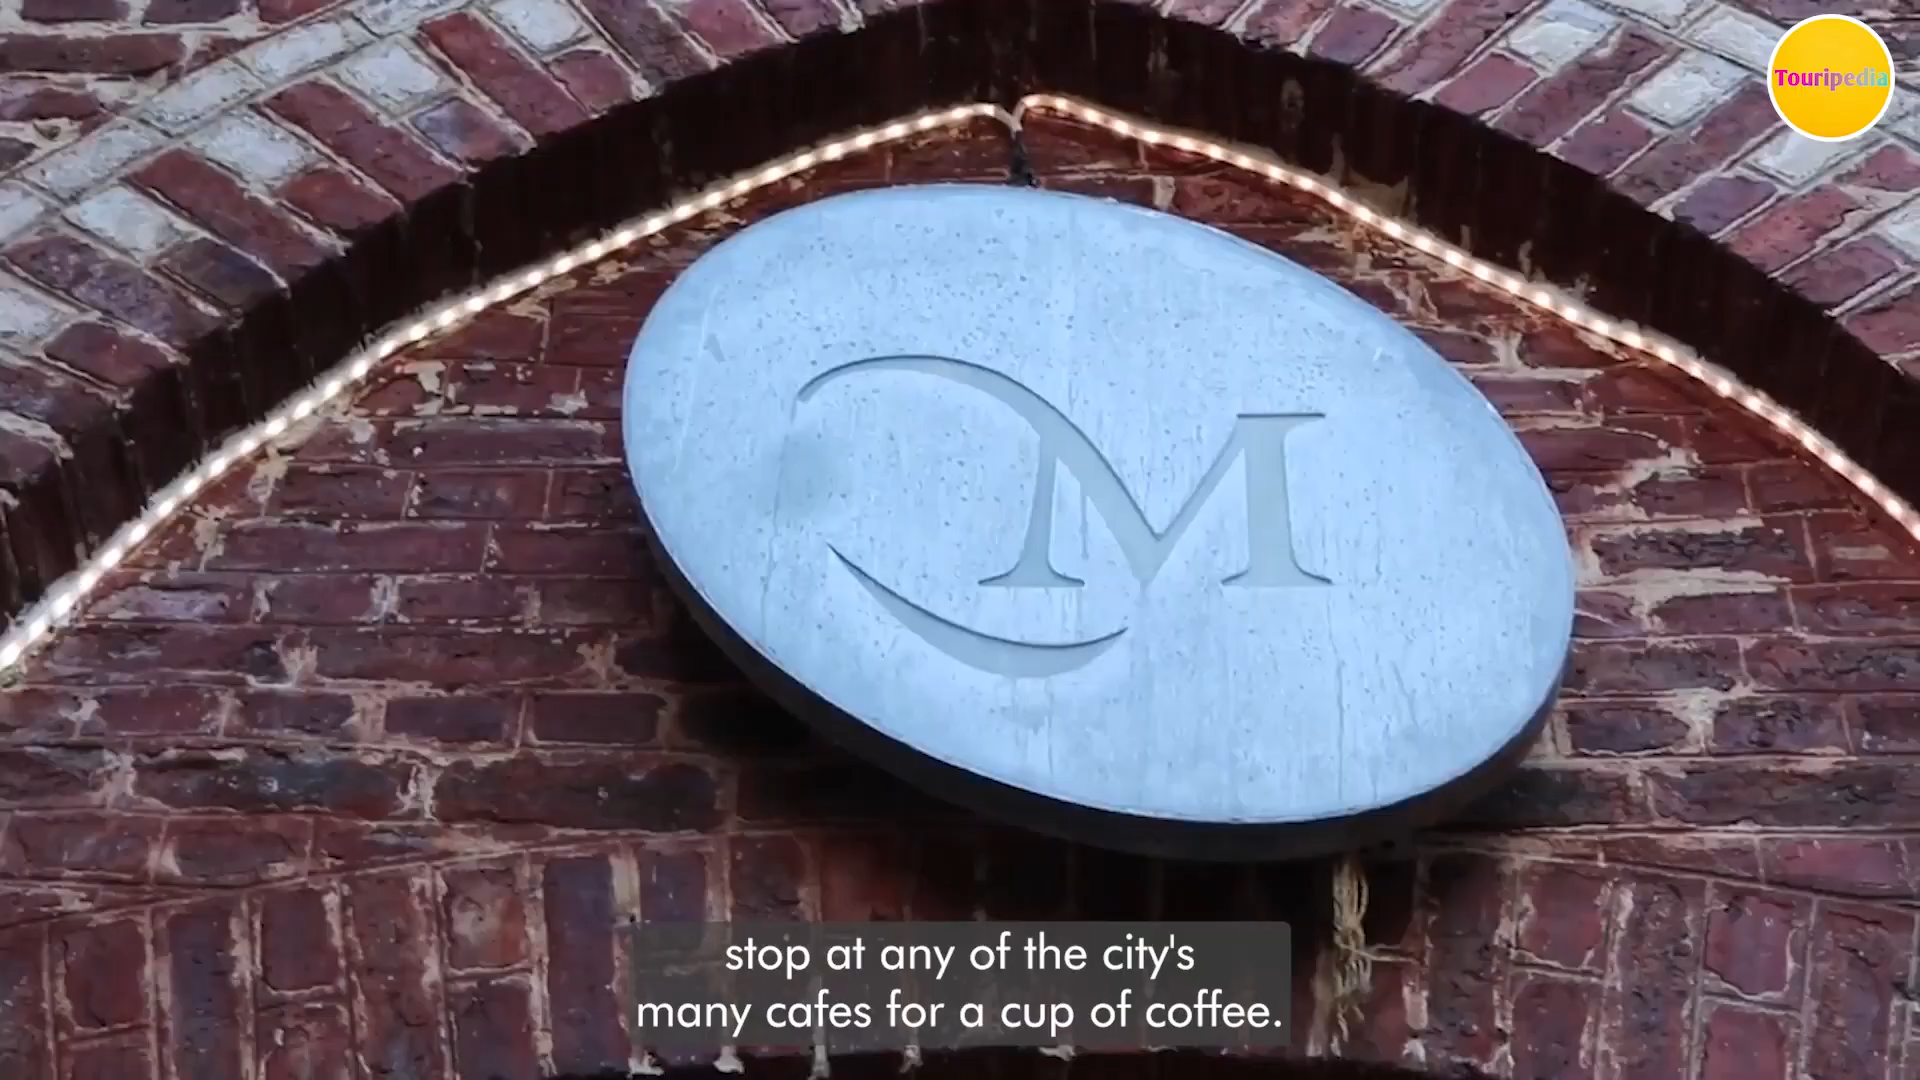 Touripedia
M
stop at any of the city's
many cafes for a cup of coffee.